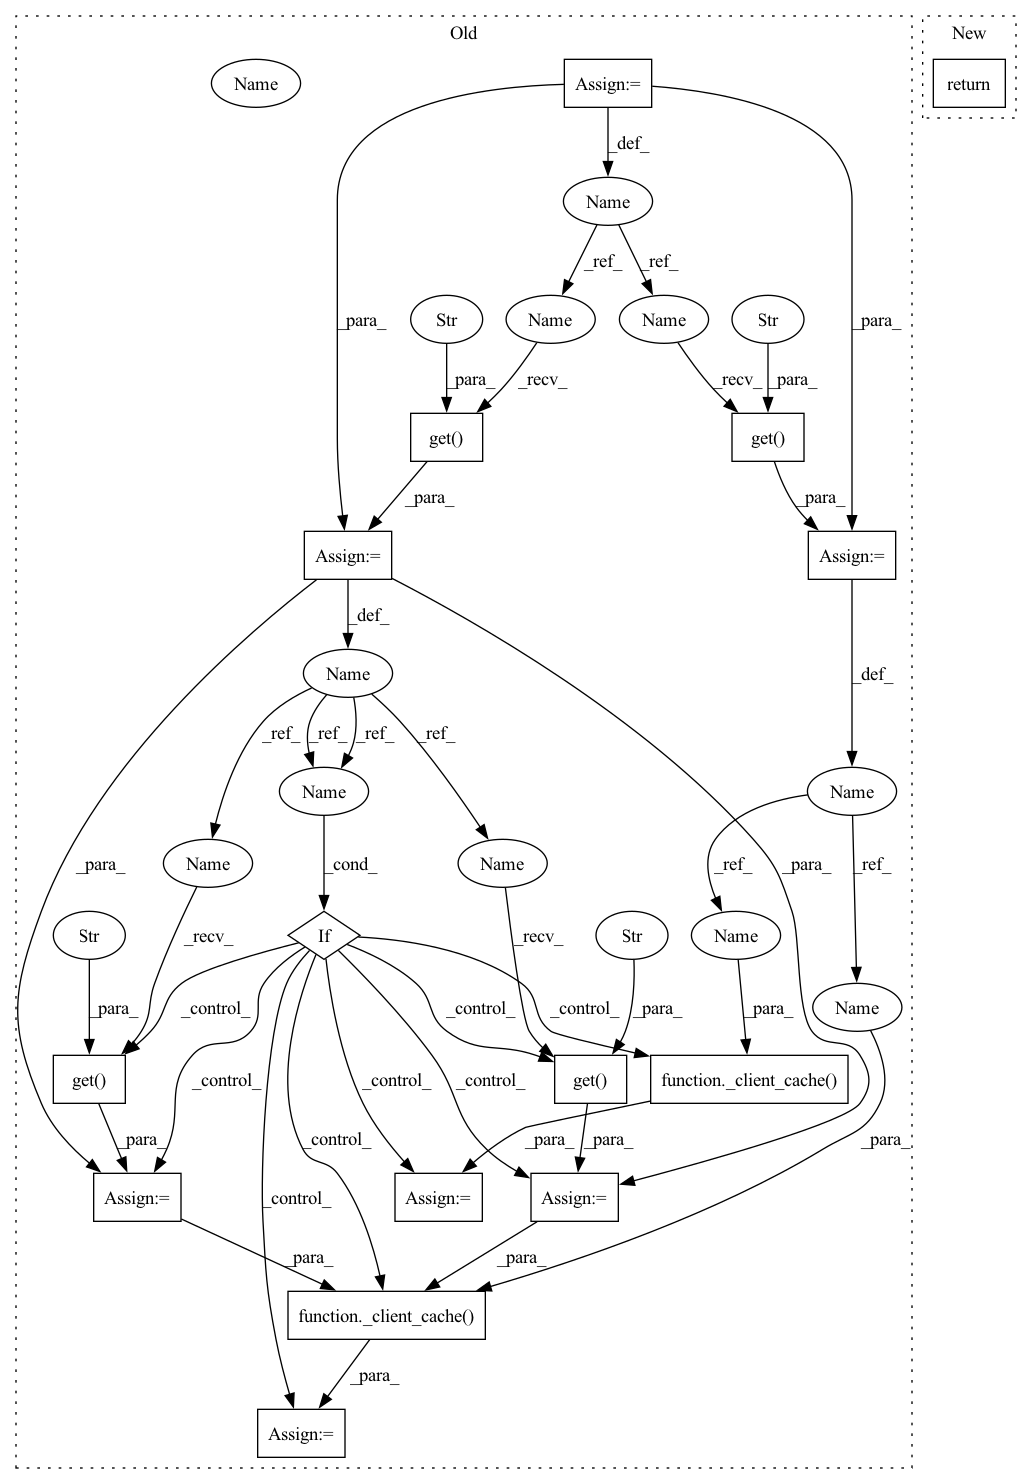 Old
New
Name
Assign:=
return
_def_
Name
_ref_
_ref_
Str
Name
Name
Str
_para_
_para_
_para_
_recv_
_recv_
_para_
get()
get()
_para_
_para_
Assign:=
Assign:=
_def_
Name
_def_
_ref_
_ref_
_ref_
_ref_
Name
Name
_para_
_cond_
Name
Name
_ref_
_ref_
_para_
Str
If
_recv_
_recv_
Str
Name
_para_
_control_
_control_
_control_
_para_
_para_
Name
get()
_control_
_control_
_control_
get()
function._client_cache()
_para_
_control_
_para_
_para_
_para_
Assign:=
_control_
Assign:=
Assign:=
_para_
_para_
function._client_cache()
_para_
Assign:=